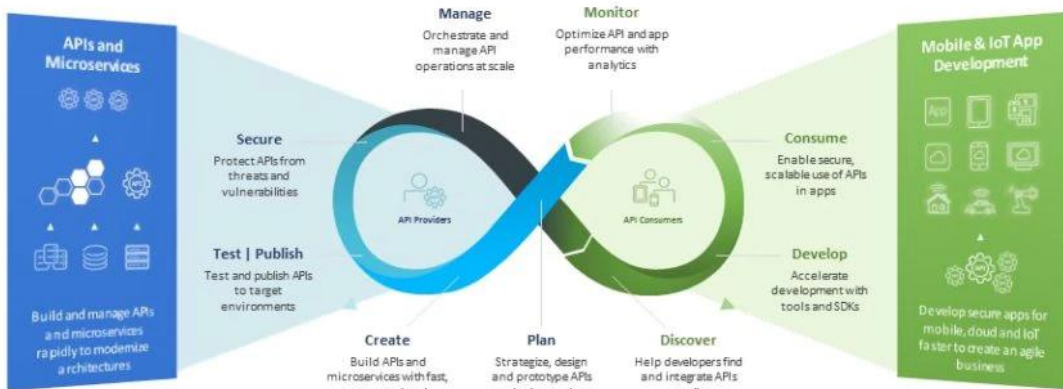 APIs and
Microservices
Build and manage APIs
and microservices
rapidly to modernize
architectures
Manage
Orchestrate and
manage API
operations at scale
Monitor
Optimize API and app
performance with
analytics
Secure
Protect APIs from
threats and
vulnerabilities
Test | Publish
Test and publish APIs
to target
environments
API Providers
API Consumers
Consume
Enable secure,
scalable use of APIs
in apps
Develop
Accelerate
development with
tools and SDKs
Create
Build APIs and
microservices with fast,
Plan
Strategize, design
and prototype APIs
Discover
Help developers find
and integrate APIs
Mobile & IoT App
Development
App
API
Develop secure apps for
mobile, cloud and IoT
faster to create an agile
business